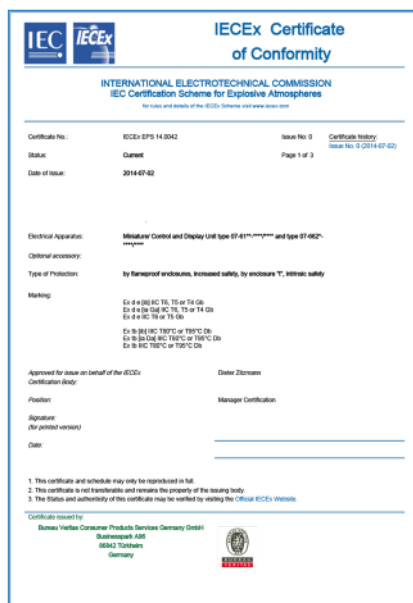 IEC IECEx
IECEx Certificate
of Conformity
INTERNATIONAL ELECTROTECHNICAL COMMISSION
IEC Certification Scheme for Explosive Atmospheres
for rules and details of the IECEx Scheme visit www.iecex.com
Certificate No.: IECEx EPS 14.0042 Issue No: 0 Certificate history:
Issue No. 0 (2014-07-02)
Status: Current Page 1 of 3
Date of Issue: 2014-07-02
Electrical Apparatus: Miniature/ Control and Display Unit type 07-61**-****/**** and type 07-662*-
****/****
Optional accessory:
Type of Protection: by flameproof enclosures, increased safety, by enclosure "t", intrinsic safety
Marking:
Ex d e [ib] IIC T6, T5 or T4 Gb
Ex d e [ia Ga] IIC T6, T5 or T4 Gb
Ex d e IIC T6 or T5 Gb
Ex tb [ib] IIIC T80°C or T95°C Db
Ex tb [ia Da] IIIC T80°C or T95°C Db
Ex tb IIIC T80°C or T95°C Db
Approved for issue on behalf of the IECEx Dieter Zitzmann
Certification Body:
Position: Manager Certification
Signature:
(for printed version)
Date:
1. This certificate and schedule may only be reproduced in full.
2. This certificate is not transferable and remains the property of the issuing body.
3. The Status and authenticity of this certificate may be verified by visiting the Official IECEx Website.
Certificate issued by:
Bureau Veritas Consumer Products Services Germany GmbH
Businesspark A96
86842 Türkheim
Germany
BUREAU
VERITAS